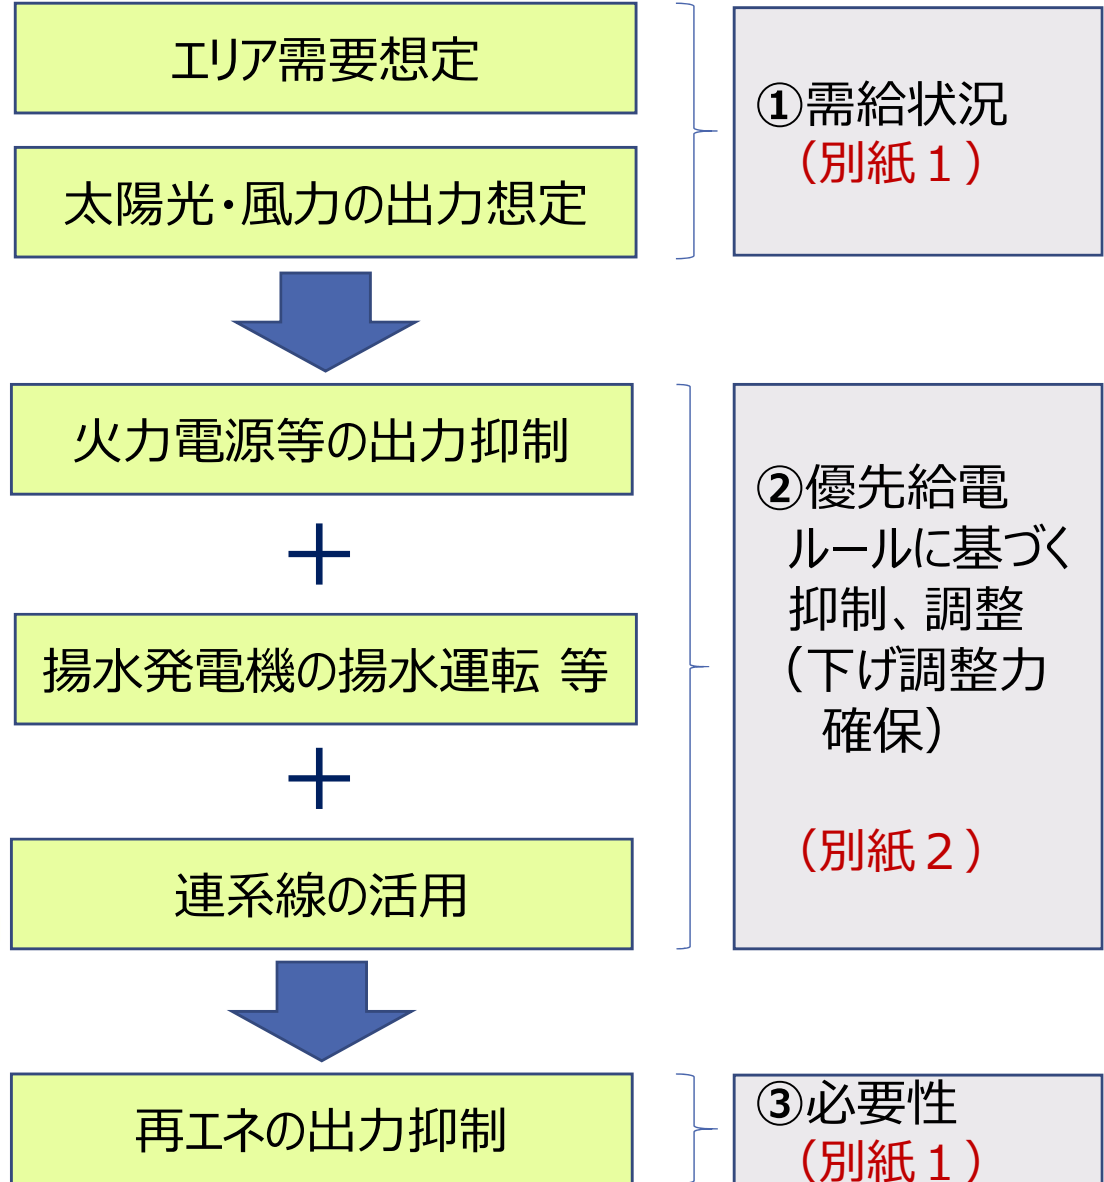 エリア需要想定
太陽光・風力の出力想定
①需給状況
（別紙１）
火力電源等の出力抑制
＋
揚水発電機の揚水運転 等
＋
連系線の活用
②優先給電
ルールに基づく
抑制、調整
（下げ調整力
確保）
（別紙２）
再エネの出力抑制
③必要性
（別紙１）